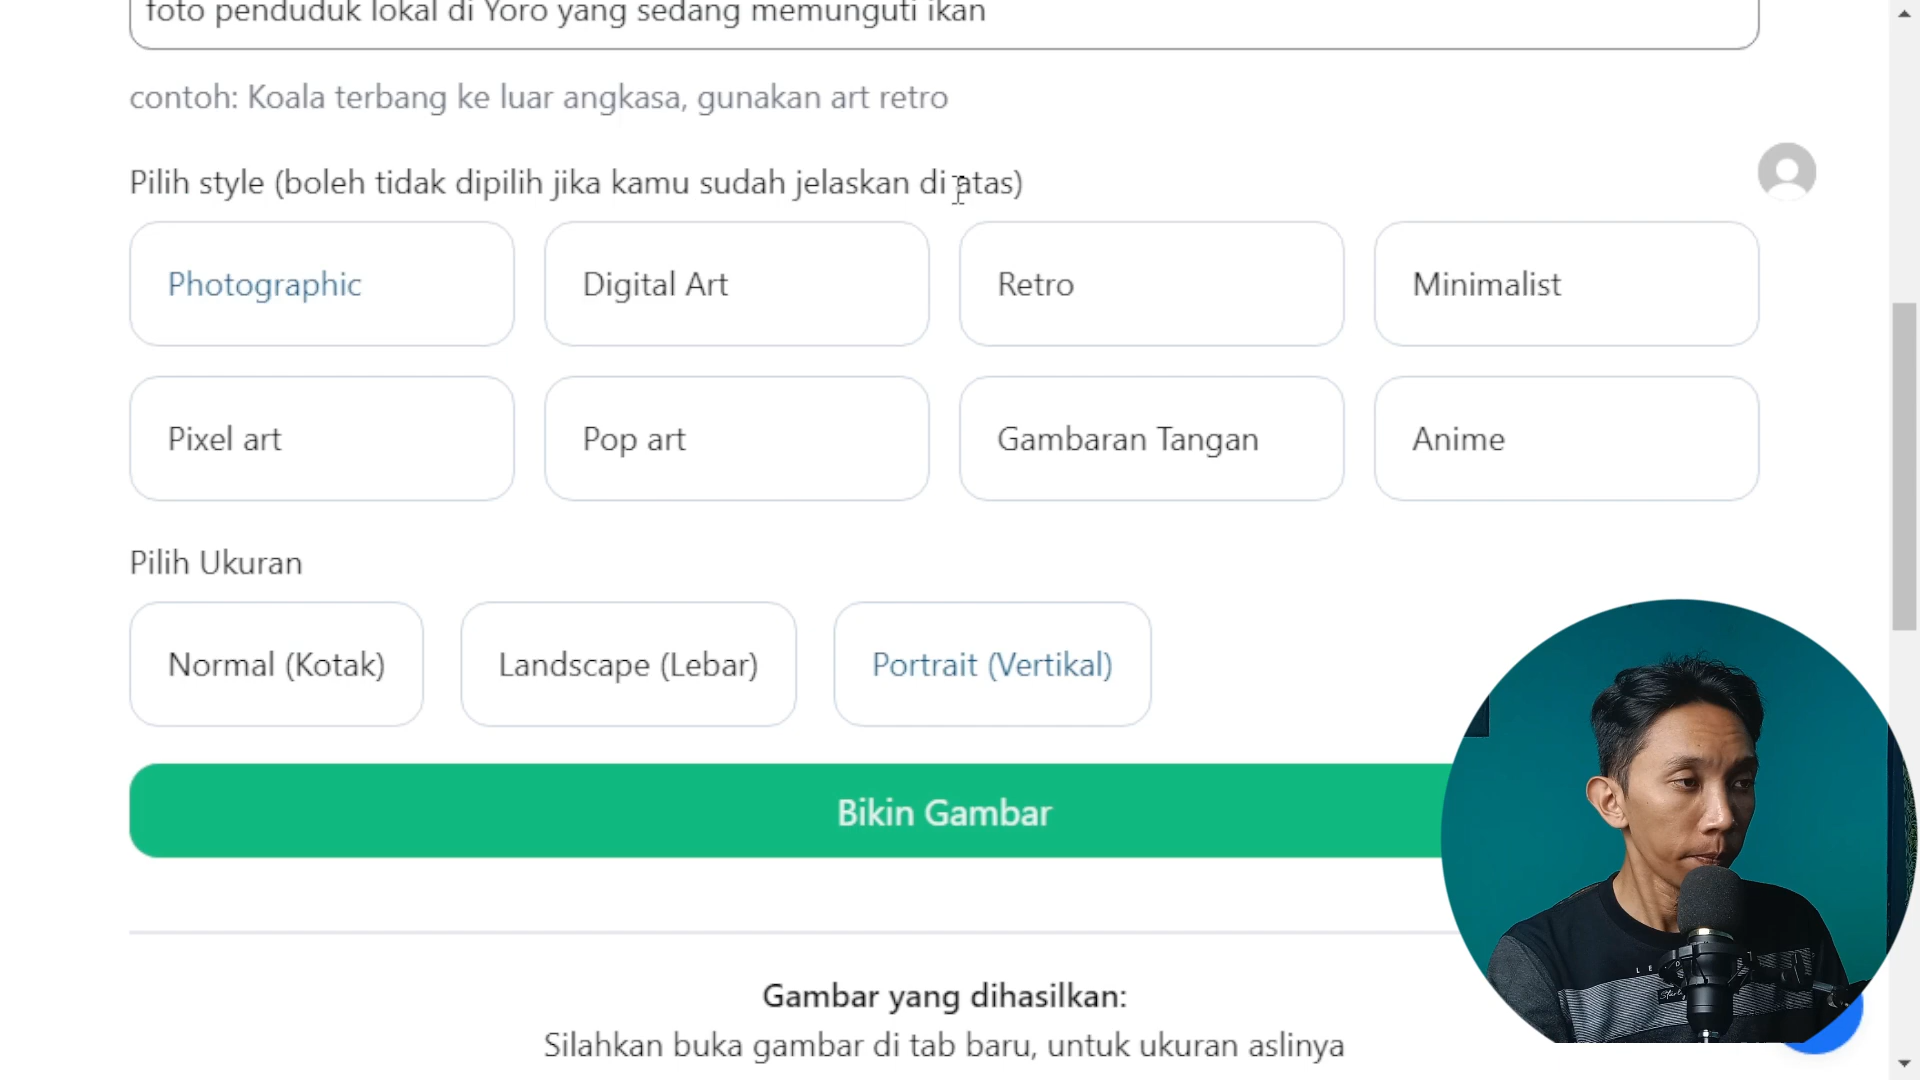 foto penduduk lokal di Yoro yang sedang memunguti ikan
contoh: Koala terbang ke luar angkasa, gunakan art retro
Pilih style (boleh tidak dipilih jika kamu sudah jelaskan di atas)
Photographic
Digital Art
Retro
Minimalist
Pixel art
Pop art
Gambaran Tangan
Anime
Pilih Ukuran
Normal (Kotak)
Landscape (Lebar)
Portrait (Vertikal)
Bikin Gambar
Gambar yang dihasilkan:
Silahkan buka gambar di tab baru, untuk ukuran aslinya